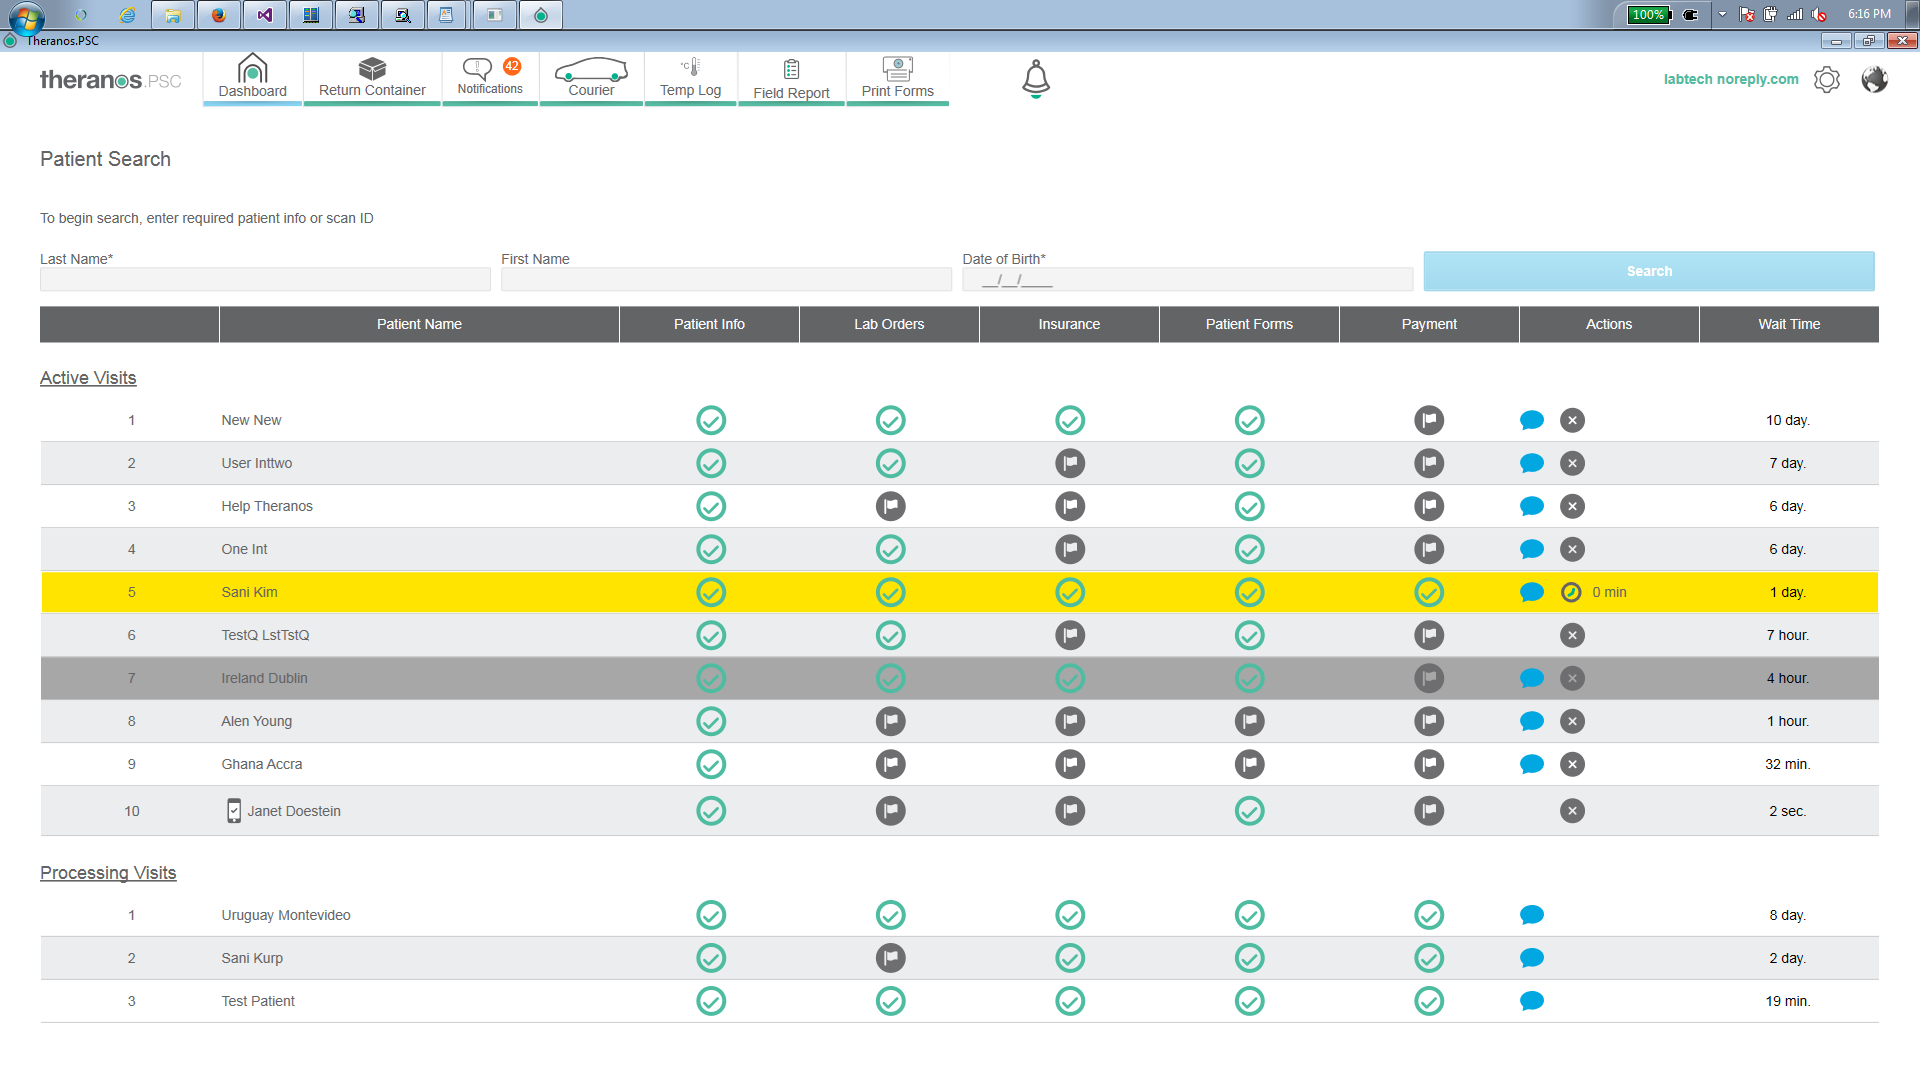 100%
6:16 PM
Theranos.PSC
theranos.PSC
Dashboard
Return Container
42
Notifications
Courier
°C
Temp Log
Field Report
Print Forms
labtech noreply.com
Patient Search
To begin search, enter required patient info or scan ID
Last Name*
First Name
Date of Birth*
__/__/____
Search
Patient Name Patient Info Lab Orders Insurance Patient Forms Payment Actions Wait Time
Active Visits
1 New New 10 day.
2 User Inttwo 7 day.
3 Help Theranos 6 day.
4 One Int 6 day.
5 Sani Kim 0 min 1 day.
6 TestQ LstTstQ 7 hour.
7 Ireland Dublin 4 hour.
8 Alen Young 1 hour.
9 Ghana Accra 32 min.
10 Janet Doestein 2 sec.
Processing Visits
1 Uruguay Montevideo 8 day.
2 Sani Kurp 2 day.
3 Test Patient 19 min.